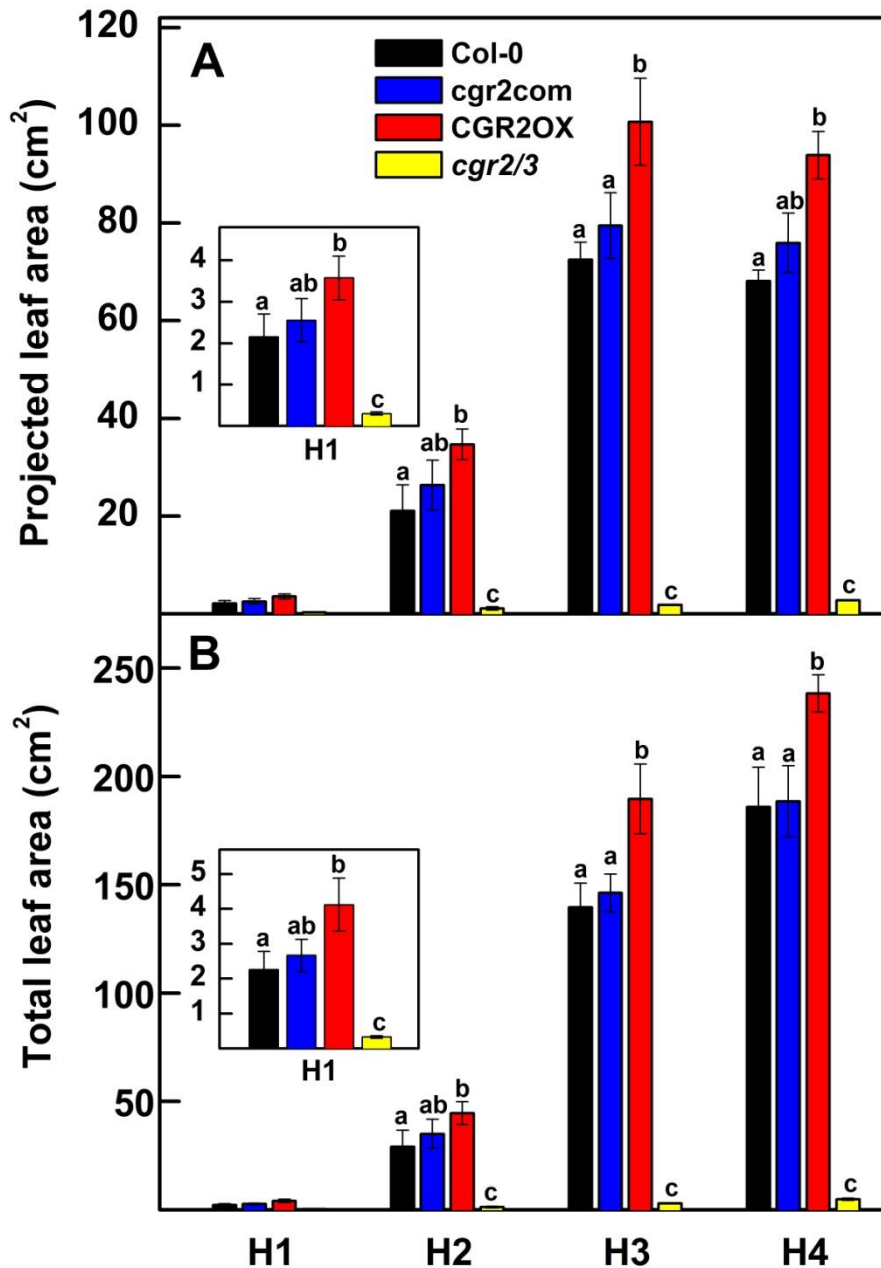 A
Col-0
cgr2com
CGR2OX
cgr2/3
Projected leaf area (cm²)
120
100
80
60
40
20
4
3
2
1
a ab b c
H1
a ab b c
a a b c
a ab b c
B
Total leaf area (cm²)
250
200
150
100
50
5
4
3
2
1
a ab b c
H1
a ab b c
a a b c
a a b c
H1 H2 H3 H4